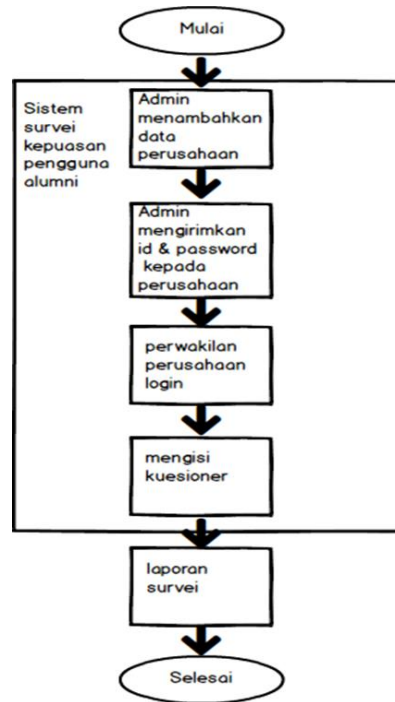 Mulai
Sistem
survei
kepuasan
pengguna
alumni
Admin
menambahkan
data
perusahaan
Admin
mengirimkan
id & password
kepada
perusahaan
perwakilan
perusahaan
login
mengisi
kuesioner
laporan
survei
Selesai